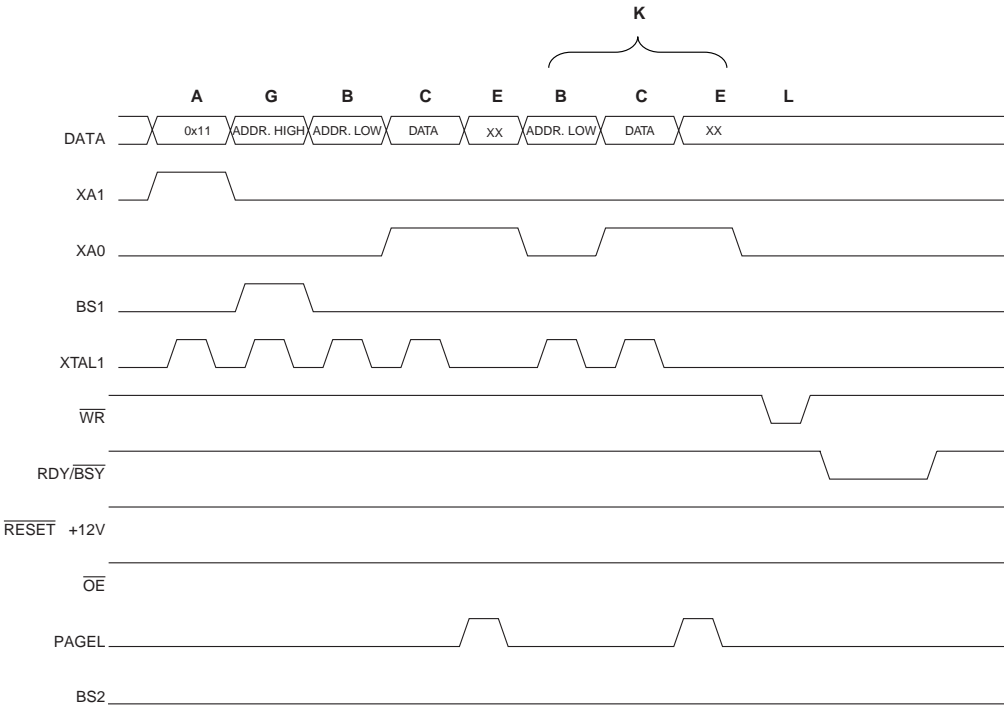 K
A G B C E B C E L
DATA 0x11 ADDR. HIGH ADDR. LOW DATA XX ADDR. LOW DATA XX
XA1
XA0
BS1
XTAL1
WR
RDY/BSY
RESET +12V
OE
PAGEL
BS2